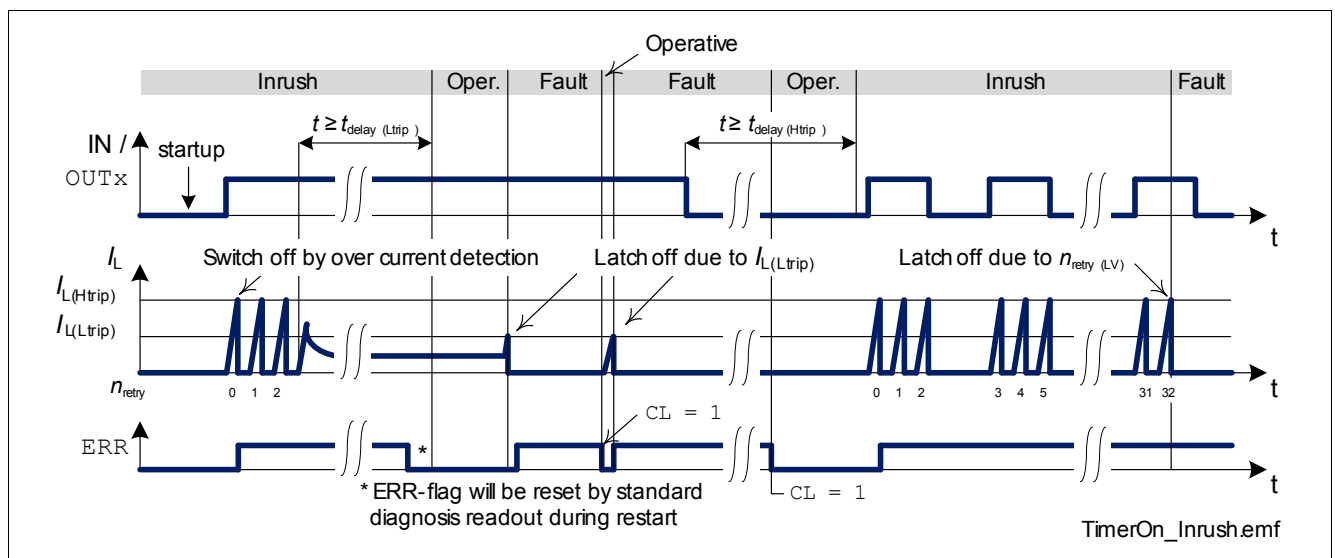 Operative
Inrush Oper. Fault Fault Oper. Inrush Fault
t ≥ tdelay (Ltrip) t ≥ tdelay (Htrip)
IN /
OUTx
startup
t
IL
Switch off by over current detection Latch off due to IL(Ltrip) Latch off due to nretry (LV)
IL(Htrip)
IL(Ltrip)
t
nretry 0 1 2 0 1 2 3 4 5 31 32
CL = 1
ERR
*
t
* ERR-flag will be reset by standard
diagnosis readout during restart
CL = 1
TimerOn_Inrush.emf